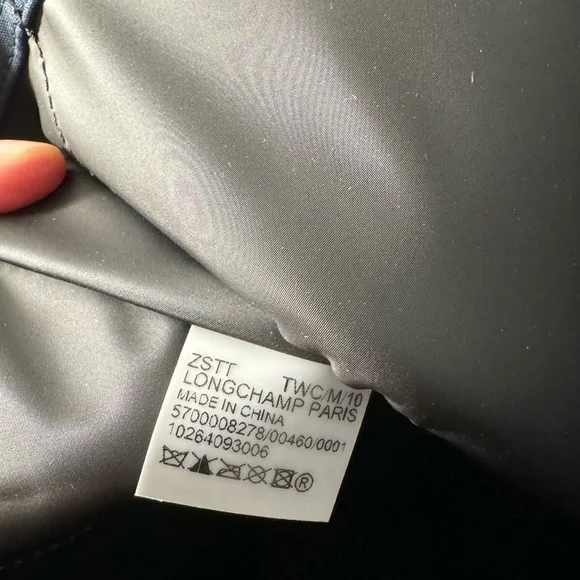 ZSTT TWC/M/10
LONGCHAMP PARIS
MADE IN CHINA
5700008278/00460/0001
10264093006
®